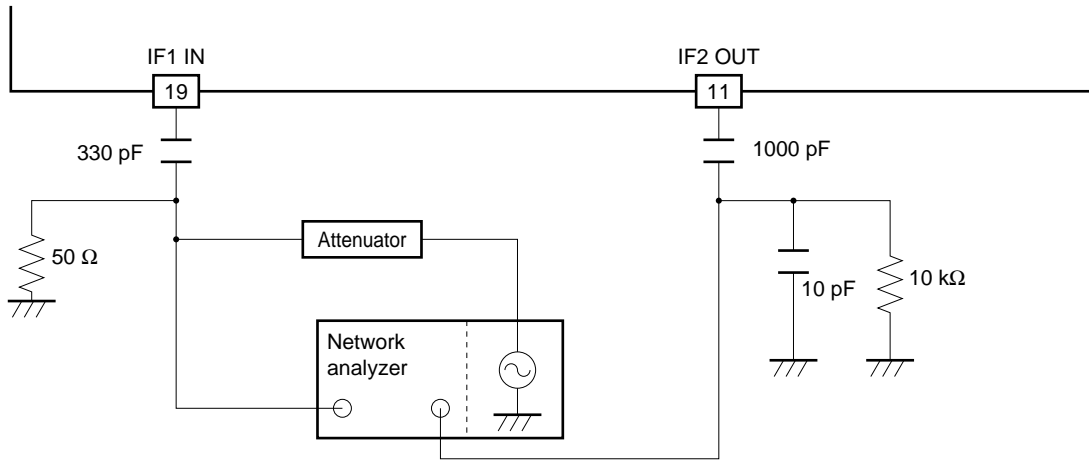 IF1 IN
IF2 OUT
19
11
330 pF
1000 pF
50 Ω
Attenuator
10 pF
10 kΩ
Network
analyzer